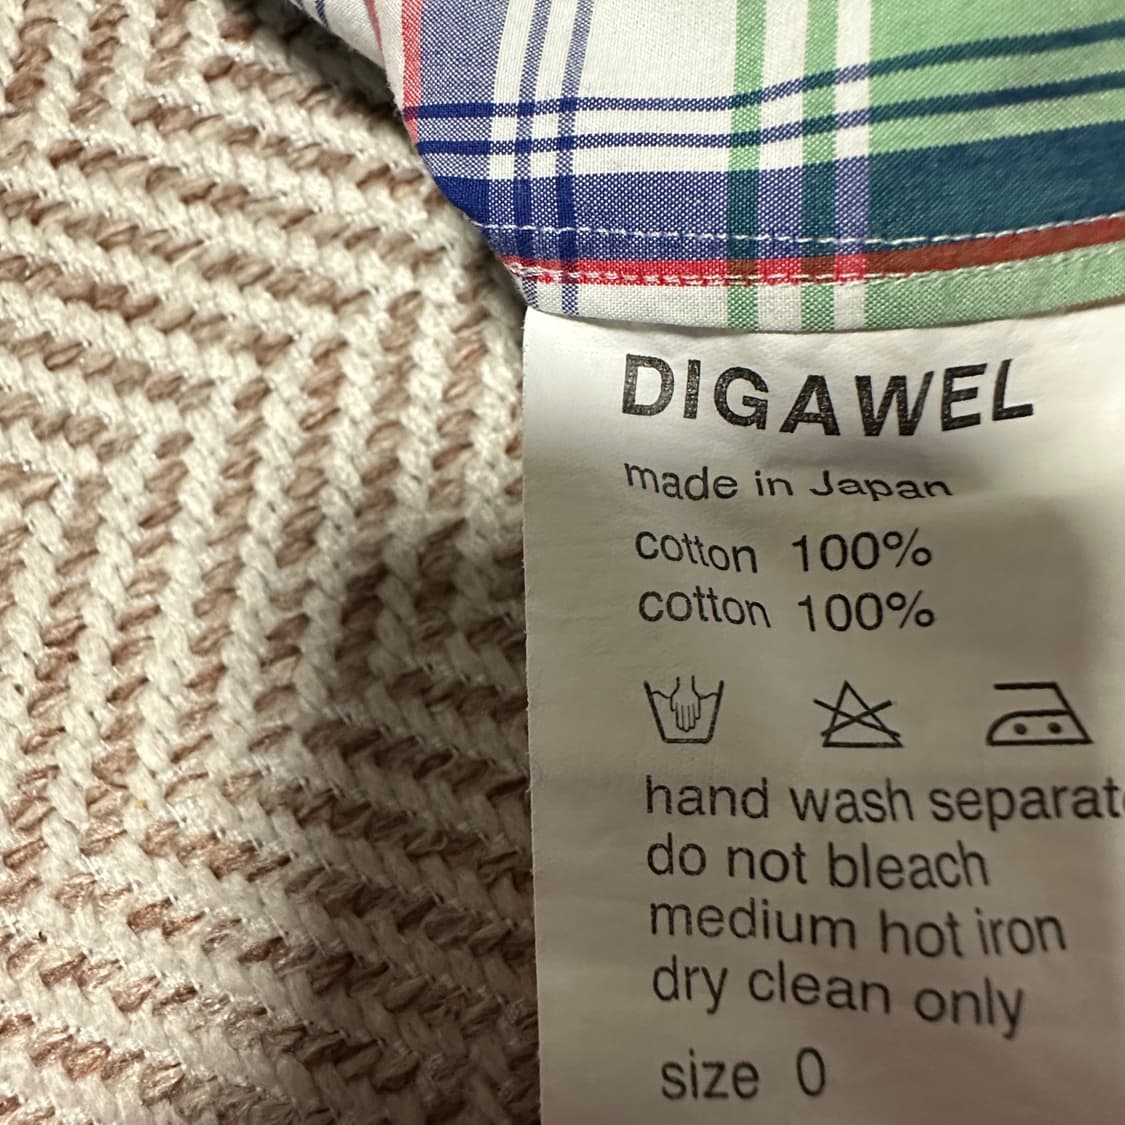 DIGAWEL
made in Japan
cotton 100%
cotton 100%
hand wash
do not bleach
medium hot iron
dry clean only
size 0